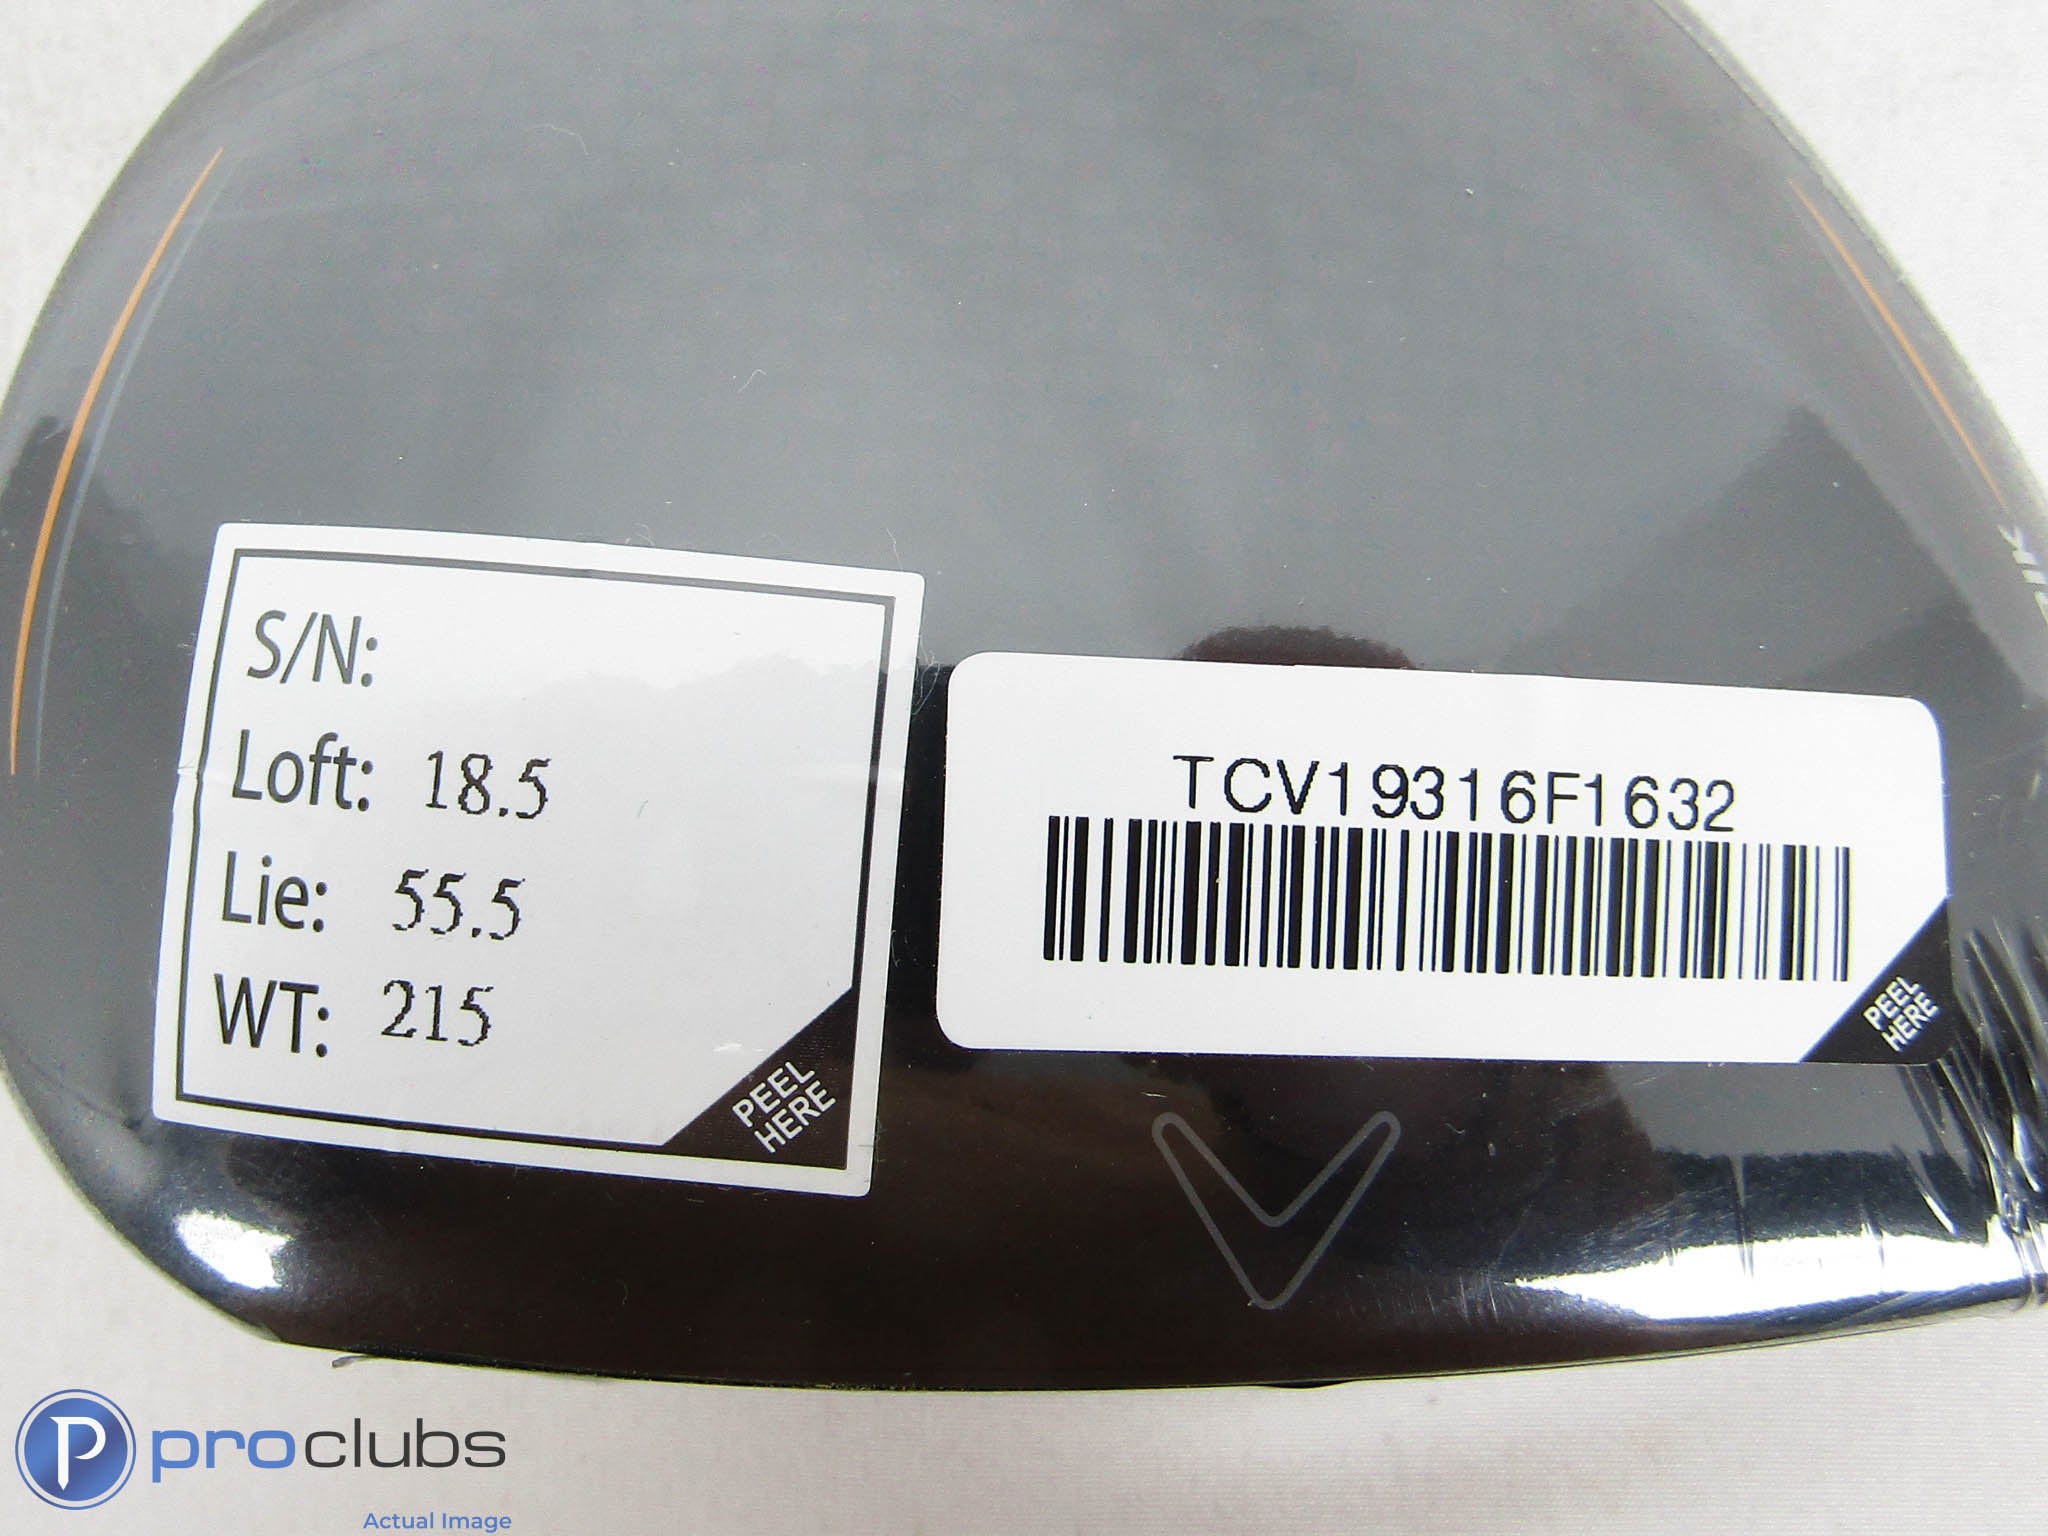 S/N:
Loft: 18.5
Lie: 55.5
WT: 215
PEEL
HERE
TCV19316F1632
PEEL
HERE
proclubs
Actual Image